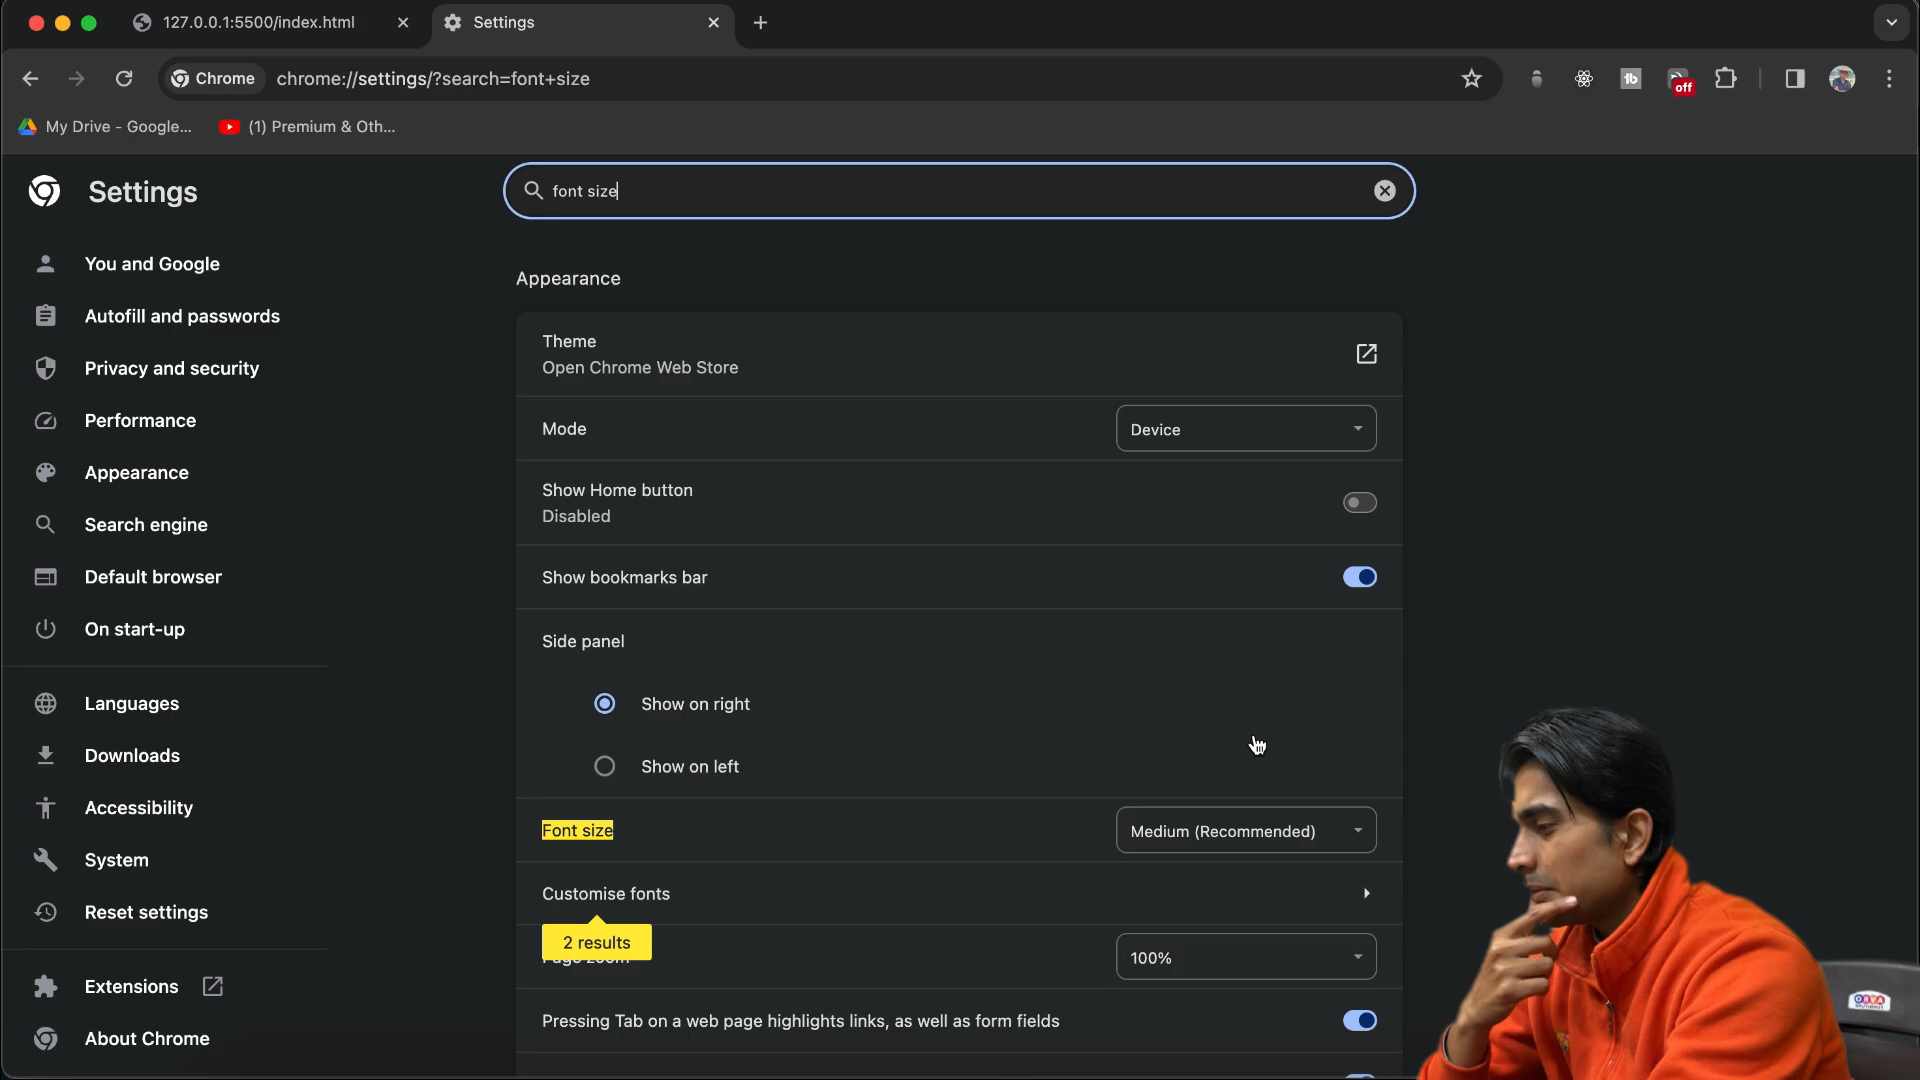 127.0.0.1:5500/index.html
Settings
Chrome
chrome://settings/?search=font+size
tb
off
My Drive - Google...
(1) Premium & Oth...
Settings
font size
You and Google
Autofill and passwords
Privacy and security
Performance
Appearance
Search engine
Default browser
On start-up
Languages
Downloads
Accessibility
System
Reset settings
Extensions
About Chrome
Appearance
Theme
Open Chrome Web Store
Mode
Device
Show Home button
Disabled
Show bookmarks bar
Side panel
Show on right
Show on left
Font size
Medium (Recommended)
Customise fonts
2 results
100%
Pressing Tab on a web page highlights links, as well as form fields